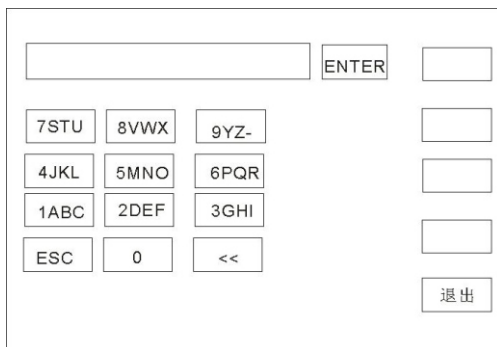 ENTER
7STU 8VWX 9YZ-
4JKL 5MNO 6PQR
1ABC 2DEF 3GHI
ESC 0 <<
退出